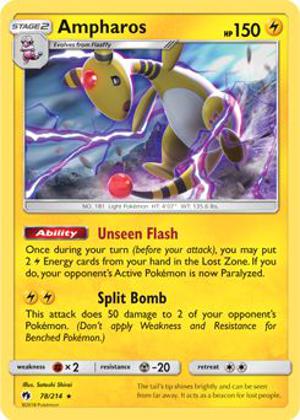 STAGE2 Ampharos HP150
Evolves from Flaaffy
NO. 181 Light Pokémon HT: 4'07" WT: 135.6 lbs.
Ability Unseen Flash
Once during your turn (before your attack), you may put
2 Energy cards from your hand in the Lost Zone. If you
do, your opponent's Active Pokémon is now Paralyzed.
Split Bomb
This attack does 50 damage to 2 of your opponent's
Pokémon. (Don't apply Weakness and Resistance for
Benched Pokémon.)
weakness ×2 resistance -20 retreat
Illus. Satoshi Shirai
78/214 ★
©2018 Pokémon
The tail's tip shines brightly and can be seen
from far away. It acts as a beacon for lost people.